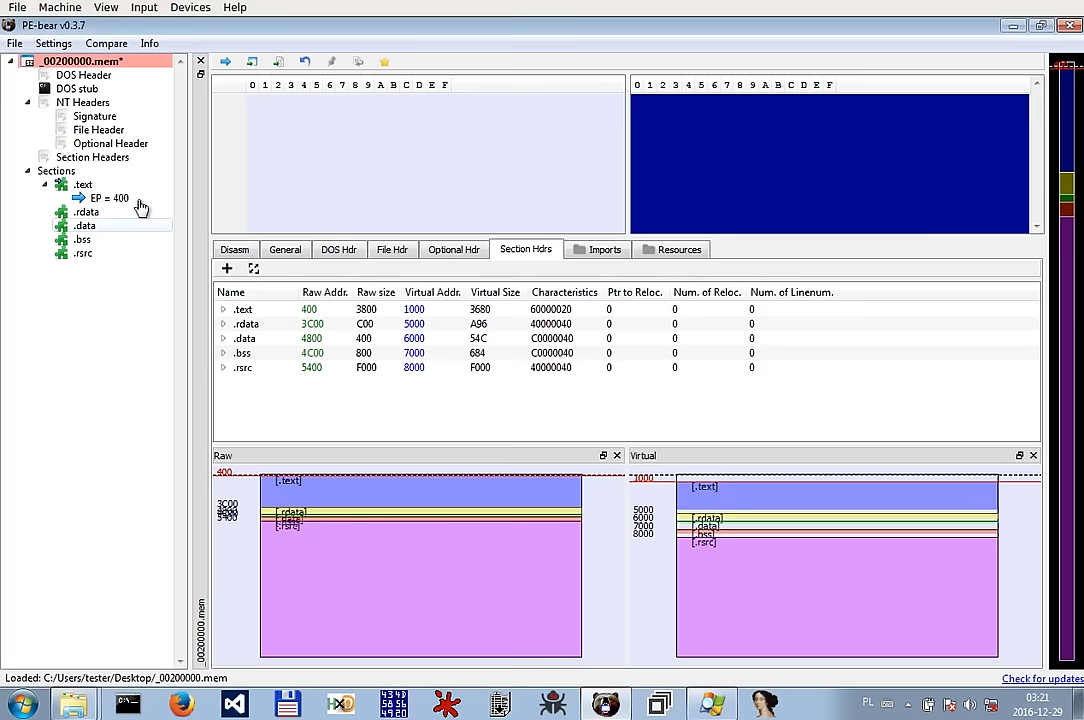 File Machine View Input Devices Help
PE-bear v0.3.7
File Settings Compare Info
_00200000.mem*
DOS Header
DOS stub
NT Headers
Signature
File Header
Optional Header
Section Headers
Sections
.text
EP = 400
.rdata
.data
.bss
.rsrc
00200000.mem
0 1 2 3 4 5 6 7 8 9 A B C D E F
0 1 2 3 4 5 6 7 8 9 A B C D E F
Disasm General DOS Hdr File Hdr Optional Hdr Section Hdrs Imports Resources
Name Raw Addr. Raw size Virtual Addr. Virtual Size Characteristics Ptr to Reloc. Num. of Reloc. Num. of Linenum.
.text 400 3800 1000 3680 60000020 0 0 0
.rdata 3C00 C00 5000 A96 40000040 0 0 0
.data 4800 400 6000 54C C0000040 0 0 0
.bss 4C00 800 7000 684 C0000040 0 0 0
.rsrc 5400 F000 8000 F000 40000040 0 0 0
Raw
400
[.text]
3C00
[.rdata]
5400
[.data]
[.rsrc]
Virtual
1000
[.text]
5000
6000
[.rdata]
7000
[.data]
8000
[.bss]
[.rsrc]
Loaded: C:/Users/tester/Desktop/_00200000.mem
Check for updates
PL
03:21
2016-12-29